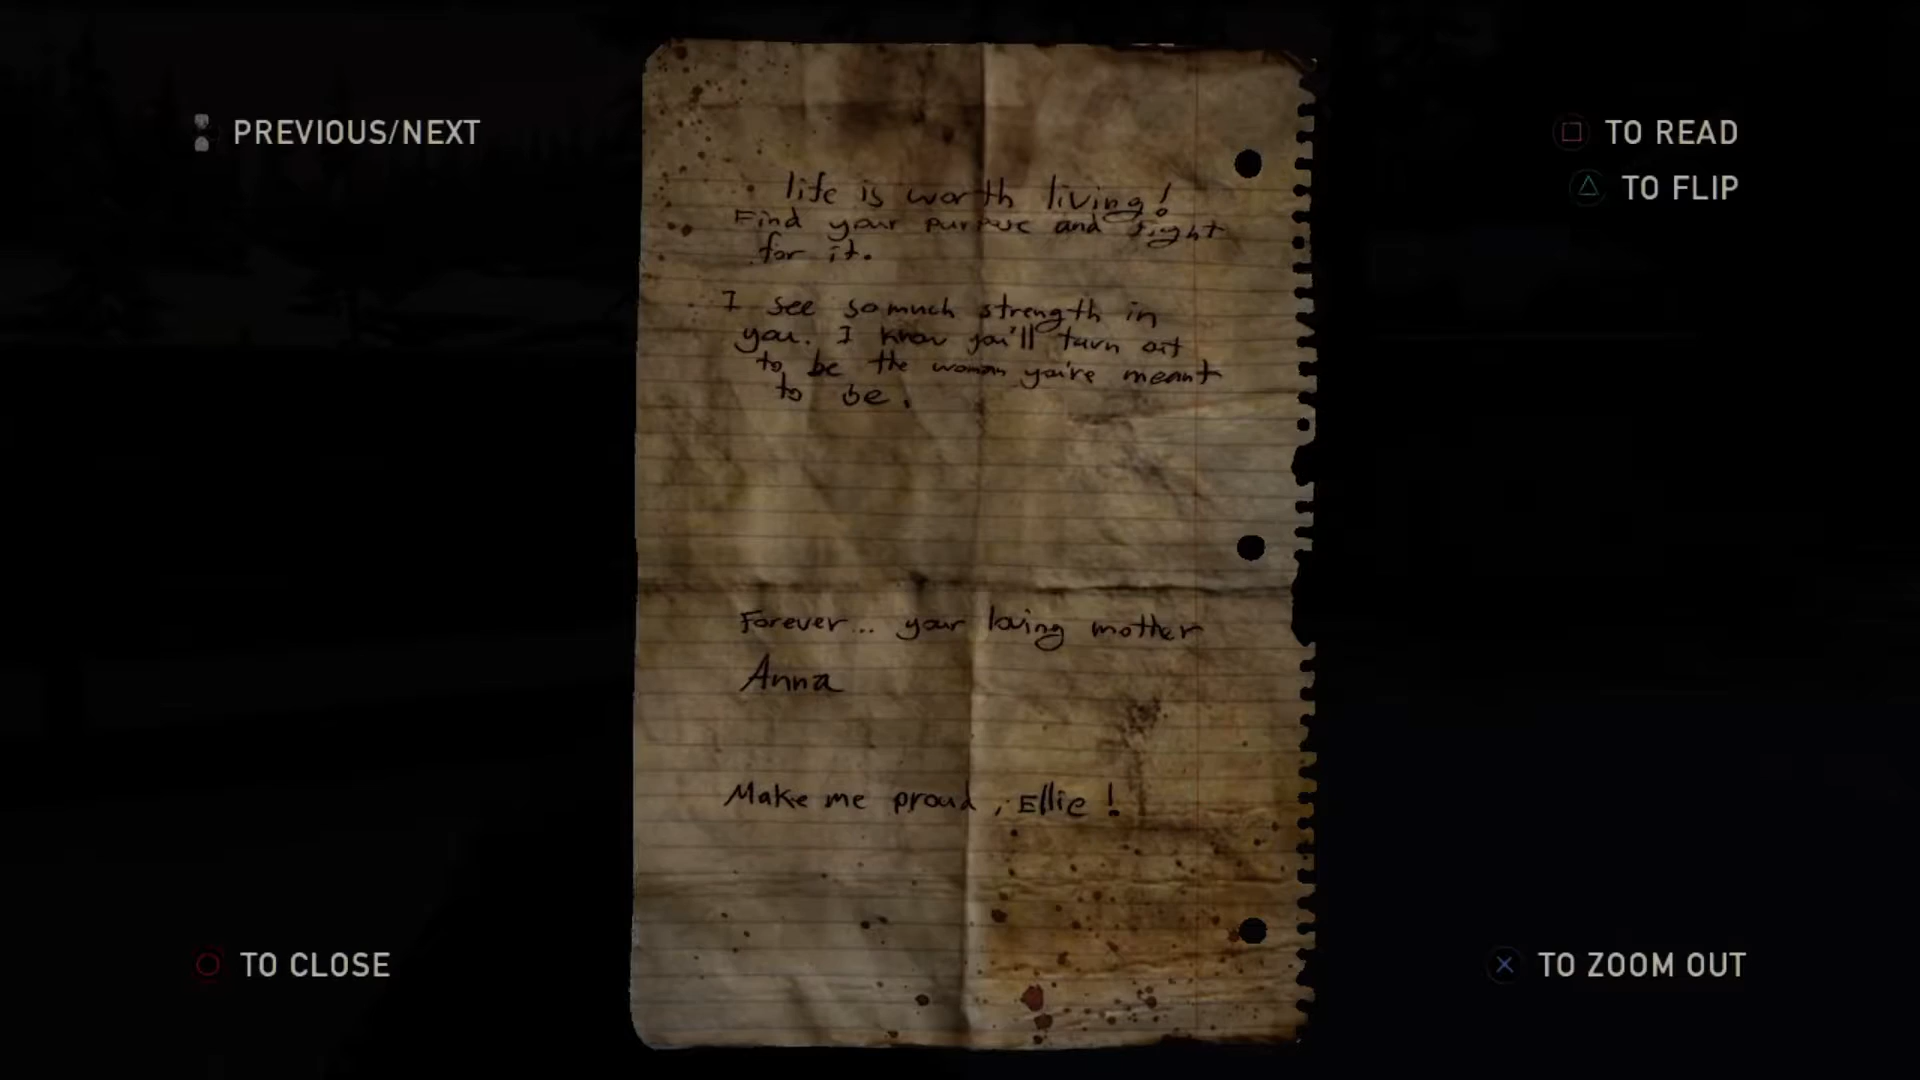 PREVIOUS/NEXT
TO READ
TO FLIP
life is worth living!
Find your purpose and fight
for it.
I see so much strength in
you. I know you'll turn out
to be the woman you're meant
to be.
Forever... your loving mother
Anna
Make me proud, Ellie!
TO CLOSE
TO ZOOM OUT